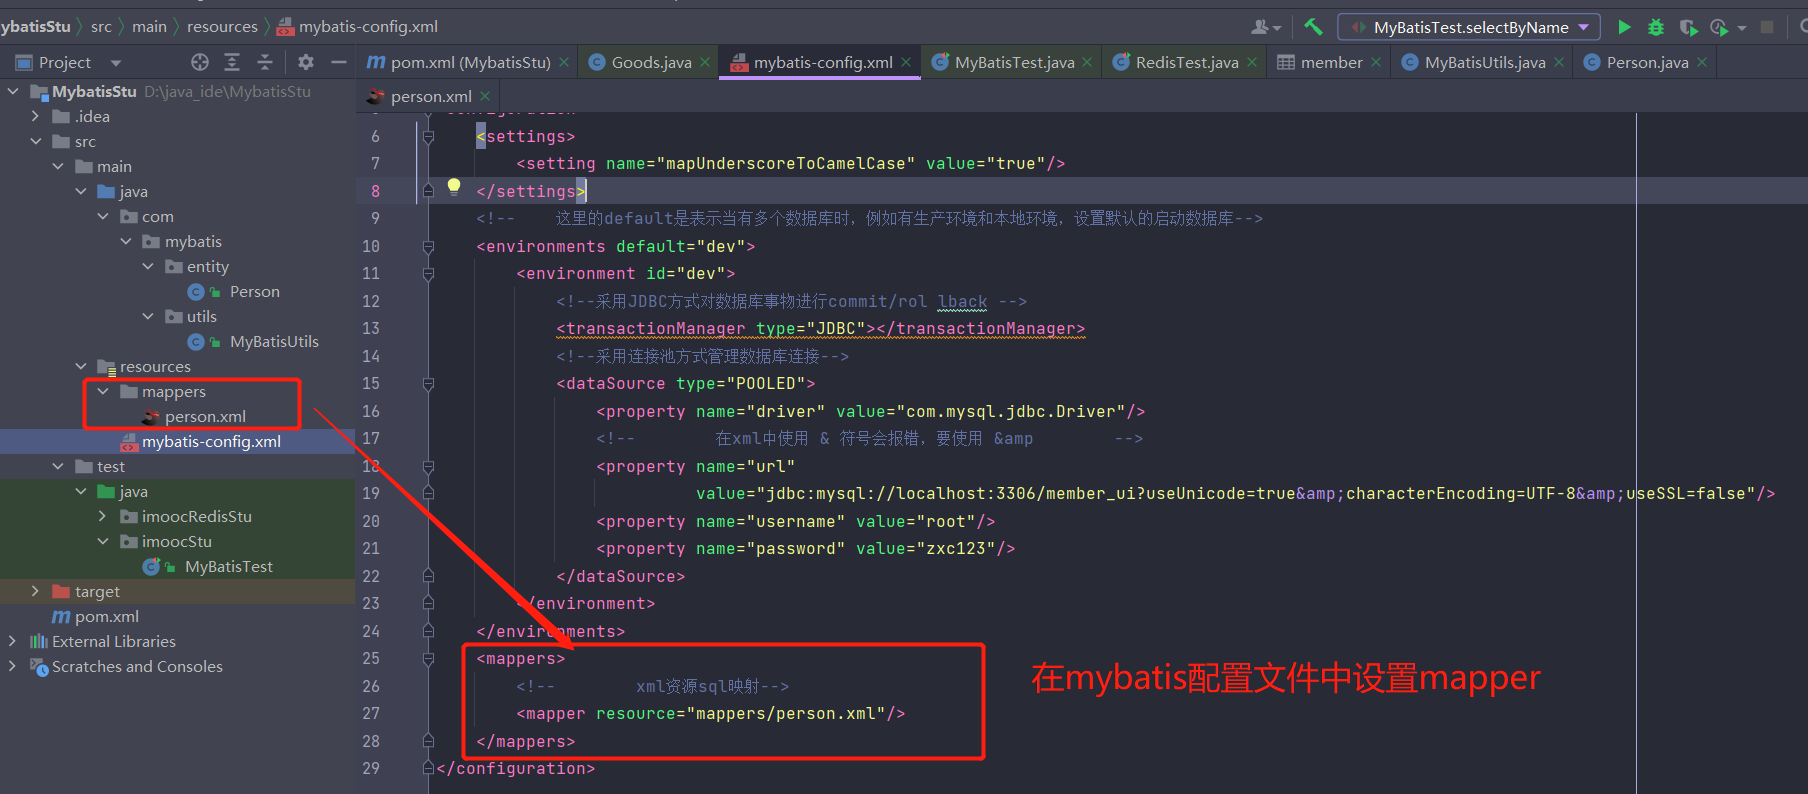 ybatisStu
src
main
resources
mybatis-config.xml
MyBatisTest.selectByName
Project
pom.xml (MybatisStu)
Goods.java
mybatis-config.xml
MyBatisTest.java
RedisTest.java
member
MyBatisUtils.java
Person.java
person.xml
MybatisStu D:\java_ide\MybatisStu
.idea
src
main
java
com
mybatis
entity
Person
utils
MyBatisUtils
resources
mappers
person.xml
mybatis-config.xml
test
java
imoocRedisStu
imoocStu
MyBatisTest
target
pom.xml
External Libraries
Scratches and Consoles
6 <settings>
7 <setting name="mapUnderscoreToCamelCase" value="true"/>
8 </settings>
9 <!-- 这里的default是表示当有多个数据库时，例如有生产环境和本地环境，设置默认的启动数据库-->
10 <environments default="dev">
11 <environment id="dev">
12 <!--采用JDBC方式对数据库事物进行commit/rol lback -->
13 <transactionManager type="JDBC"></transactionManager>
14 <!--采用连接池方式管理数据库连接-->
15 <dataSource type="POOLED">
16 <property name="driver" value="com.mysql.jdbc.Driver"/>
17 <!-- 在xml中使用 & 符号会报错，要使用 &amp -->
18 <property name="url"
19 value="jdbc:mysql://localhost:3306/member_ui?useUnicode=true&amp;characterEncoding=UTF-8&amp;useSSL=false"/>
20 <property name="username" value="root"/>
21 <property name="password" value="zxc123"/>
22 </dataSource>
23 </environment>
24 </environments>
25 <mappers>
26 <!-- xml资源sql映射-->
27 <mapper resource="mappers/person.xml"/>
28 </mappers>
29 </configuration>
在mybatis配置文件中设置mapper